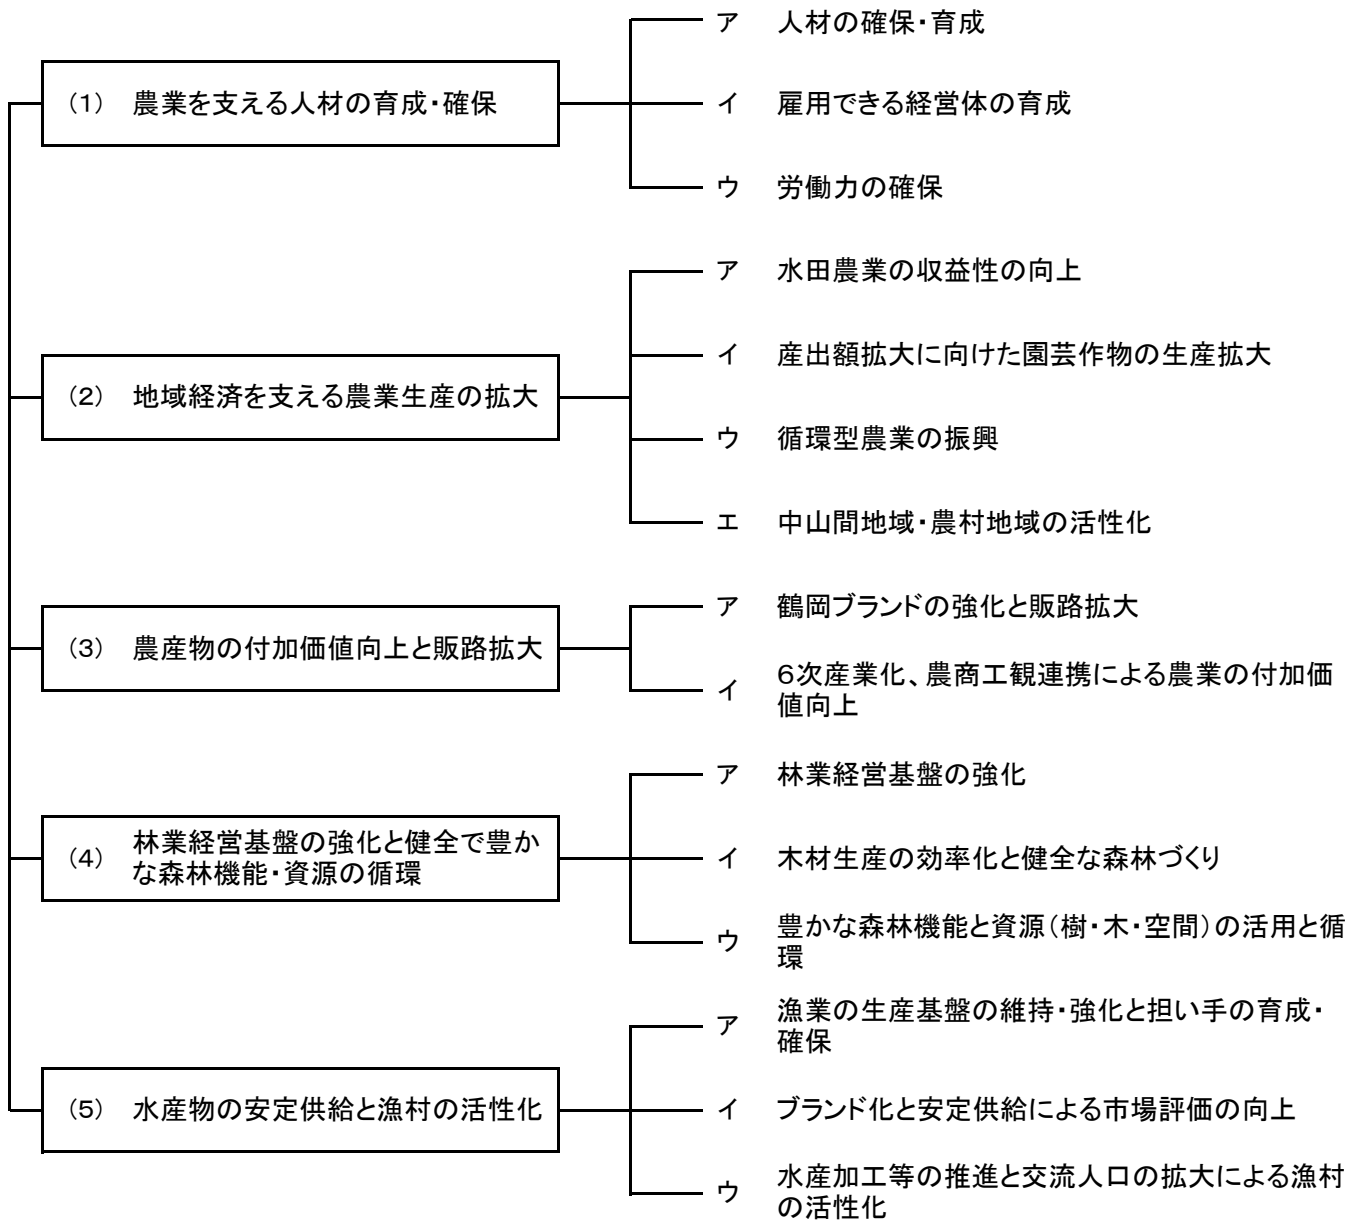 ア 人材の確保・育成
(1) 農業を支える人材の育成・確保
イ 雇用できる経営体の育成
ウ 労働力の確保
ア 水田農業の収益性の向上
イ 産出額拡大に向けた園芸作物の生産拡大
(2) 地域経済を支える農業生産の拡大
ウ 循環型農業の振興
エ 中山間地域・農村地域の活性化
ア 鶴岡ブランドの強化と販路拡大
(3) 農産物の付加価値向上と販路拡大
イ 6次産業化、農商工観連携による農業の付加価
値向上
ア 林業経営基盤の強化
(4) 林業経営基盤の強化と健全で豊か
な森林機能・資源の循環
イ 木材生産の効率化と健全な森林づくり
ウ 豊かな森林機能と資源(樹・木・空間)の活用と循
環
ア 漁業の生産基盤の維持・強化と担い手の育成・
確保
(5) 水産物の安定供給と漁村の活性化
イ ブランド化と安定供給による市場評価の向上
ウ 水産加工等の推進と交流人口の拡大による漁村
の活性化